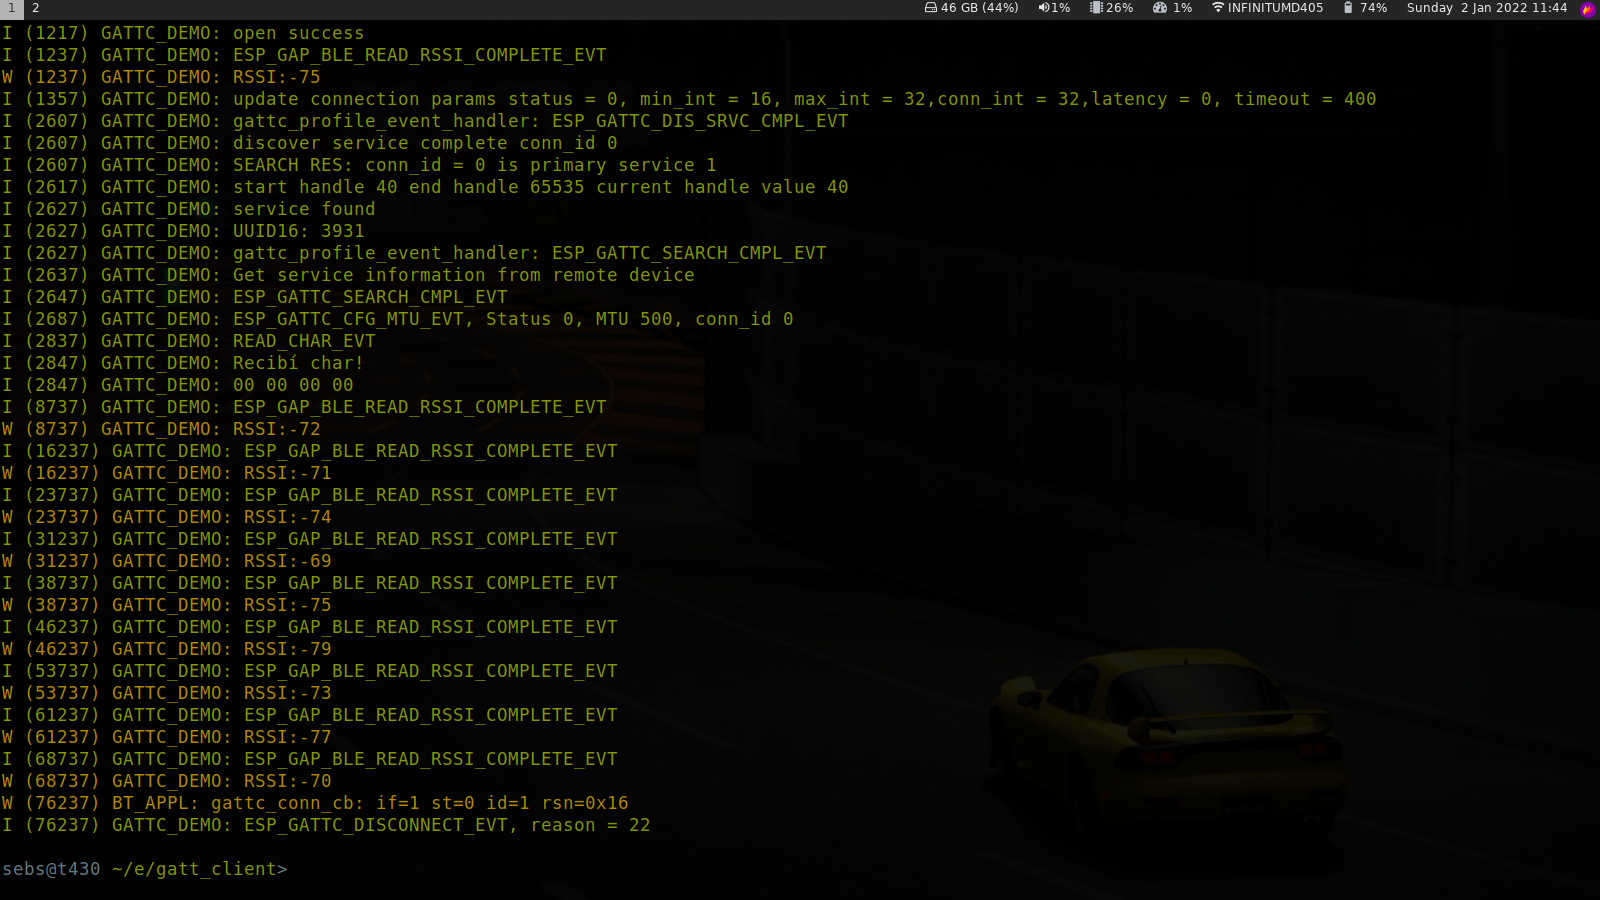 1 2 46 GB (44%) 1% 26% 1% INFINITUMD405 74% Sunday 2 Jan 2022 11:44
I (1217) GATTC_DEMO: open success
I (1237) GATTC_DEMO: ESP_GAP_BLE_READ_RSSI_COMPLETE_EVT
W (1237) GATTC_DEMO: RSSI:-75
I (1357) GATTC_DEMO: update connection params status = 0, min_int = 16, max_int = 32,conn_int = 32,latency = 0, timeout = 400
I (2607) GATTC_DEMO: gattc_profile_event_handler: ESP_GATTC_DIS_SRVC_CMPL_EVT
I (2607) GATTC_DEMO: discover service complete conn_id 0
I (2607) GATTC_DEMO: SEARCH RES: conn_id = 0 is primary service 1
I (2617) GATTC_DEMO: start handle 40 end handle 65535 current handle value 40
I (2627) GATTC_DEMO: service found
I (2627) GATTC_DEMO: UUID16: 3931
I (2627) GATTC_DEMO: gattc_profile_event_handler: ESP_GATTC_SEARCH_CMPL_EVT
I (2637) GATTC_DEMO: Get service information from remote device
I (2647) GATTC_DEMO: ESP_GATTC_SEARCH_CMPL_EVT
I (2687) GATTC_DEMO: ESP_GATTC_CFG_MTU_EVT, Status 0, MTU 500, conn_id 0
I (2837) GATTC_DEMO: READ_CHAR_EVT
I (2847) GATTC_DEMO: Recibí char!
I (2847) GATTC_DEMO: 00 00 00 00
I (8737) GATTC_DEMO: ESP_GAP_BLE_READ_RSSI_COMPLETE_EVT
W (8737) GATTC_DEMO: RSSI:-72
I (16237) GATTC_DEMO: ESP_GAP_BLE_READ_RSSI_COMPLETE_EVT
W (16237) GATTC_DEMO: RSSI:-71
I (23737) GATTC_DEMO: ESP_GAP_BLE_READ_RSSI_COMPLETE_EVT
W (23737) GATTC_DEMO: RSSI:-74
I (31237) GATTC_DEMO: ESP_GAP_BLE_READ_RSSI_COMPLETE_EVT
W (31237) GATTC_DEMO: RSSI:-69
I (38737) GATTC_DEMO: ESP_GAP_BLE_READ_RSSI_COMPLETE_EVT
W (38737) GATTC_DEMO: RSSI:-75
I (46237) GATTC_DEMO: ESP_GAP_BLE_READ_RSSI_COMPLETE_EVT
W (46237) GATTC_DEMO: RSSI:-79
I (53737) GATTC_DEMO: ESP_GAP_BLE_READ_RSSI_COMPLETE_EVT
W (53737) GATTC_DEMO: RSSI:-73
I (61237) GATTC_DEMO: ESP_GAP_BLE_READ_RSSI_COMPLETE_EVT
W (61237) GATTC_DEMO: RSSI:-77
I (68737) GATTC_DEMO: ESP_GAP_BLE_READ_RSSI_COMPLETE_EVT
W (68737) GATTC_DEMO: RSSI:-70
W (76237) BT_APPL: gattc_conn_cb: if=1 st=0 id=1 rsn=0x16
I (76237) GATTC_DEMO: ESP_GATTC_DISCONNECT_EVT, reason = 22
sebs@t430 ~/e/gatt_client>